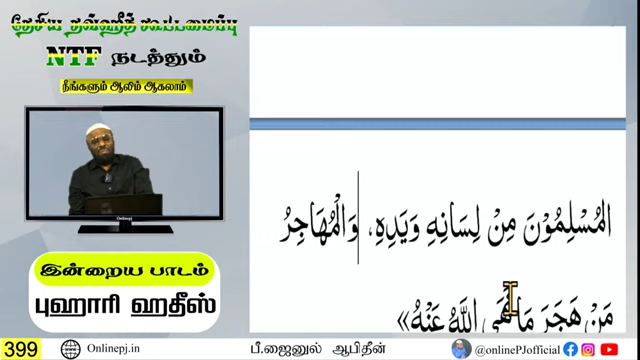 தேசிய தவ்ஹீத் கூட்டமைப்பு
NTF நடத்தும்
நீங்களும் ஆலிம் ஆகலாம்
Onlinepj
இன்றைய பாடம்
புஹாரி ஹதீஸ்
الْمُسْلِمُوْنَ مِنْ لِسَانِهِ وَيَدِهِ، وَالْمُهَاجِرُ
مَنْ هَجَرَ مَا نَهَى اللَّهُ عَنْهُ»
399 Onlinepj.in பீ.ஜைனுல் ஆபிதீன் @onlinePJofficial